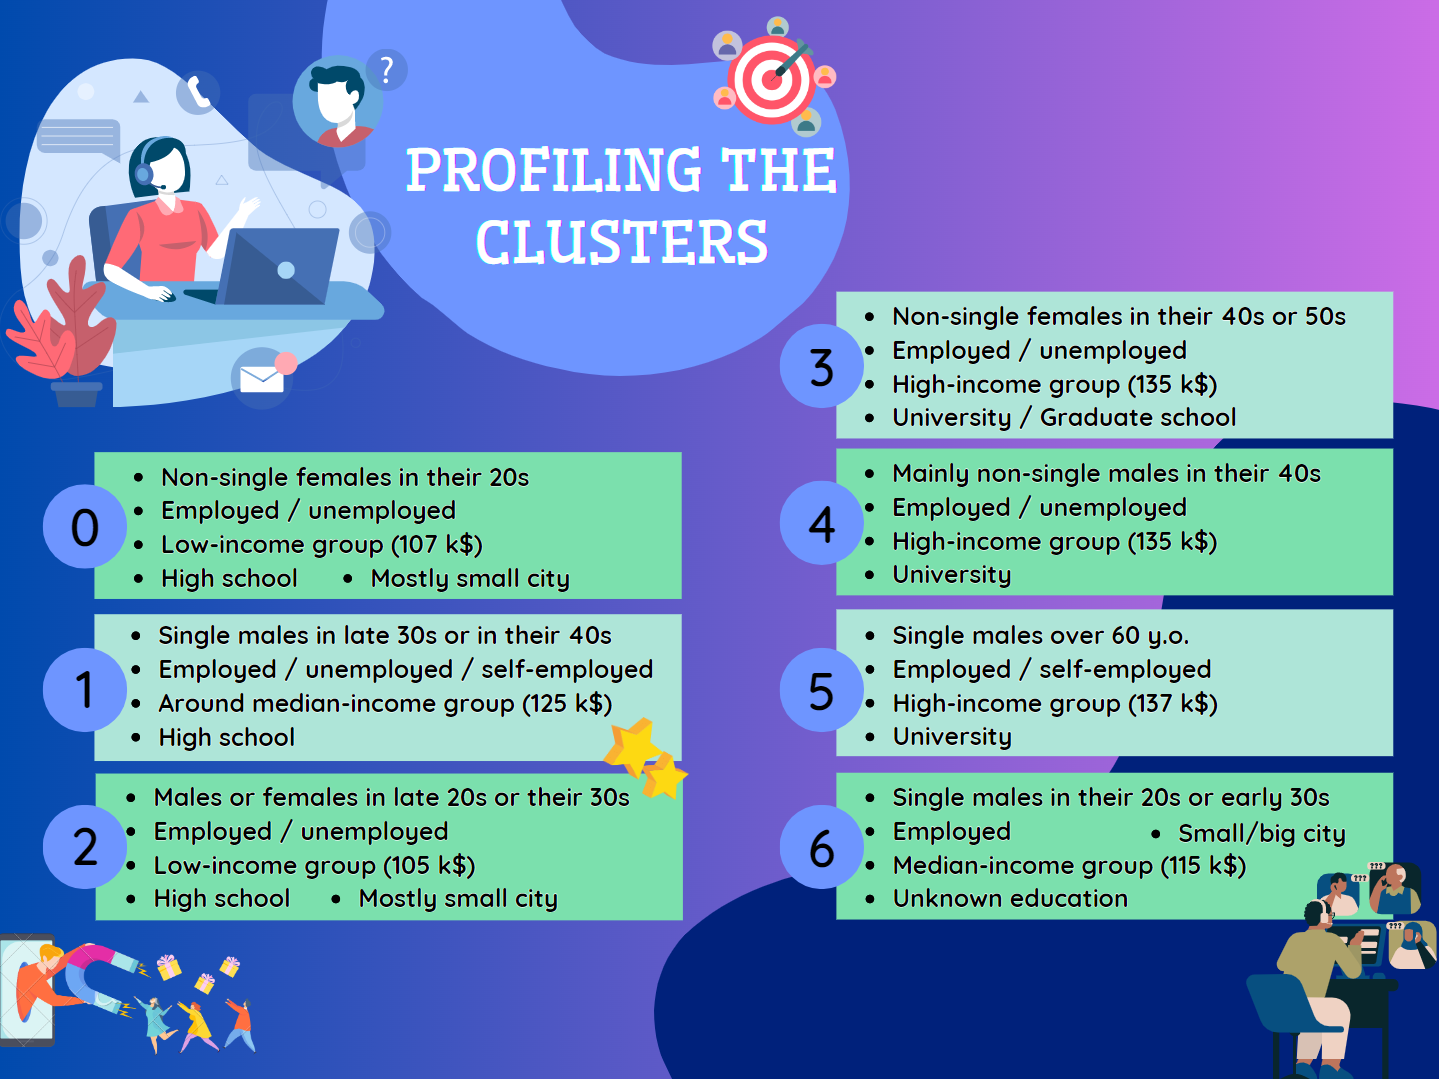 ?
PROFILING THE
CLUSTERS
0
• Non-single females in their 20s
• Employed / unemployed
• Low-income group (107 k$)
• High school • Mostly small city
1
• Single males in late 30s or in their 40s
• Employed / unemployed / self-employed
• Around median-income group (125 k$)
• High school
2
• Males or females in late 20s or their 30s
• Employed / unemployed
• Low-income group (105 k$)
• High school • Mostly small city
3
• Non-single females in their 40s or 50s
• Employed / unemployed
• High-income group (135 k$)
• University / Graduate school
4
• Mainly non-single males in their 40s
• Employed / unemployed
• High-income group (135 k$)
• University
5
• Single males over 60 y.o.
• Employed / self-employed
• High-income group (137 k$)
• University
6
• Single males in their 20s or early 30s
• Employed • Small/big city
• Median-income group (115 k$)
• Unknown education
???
???
???